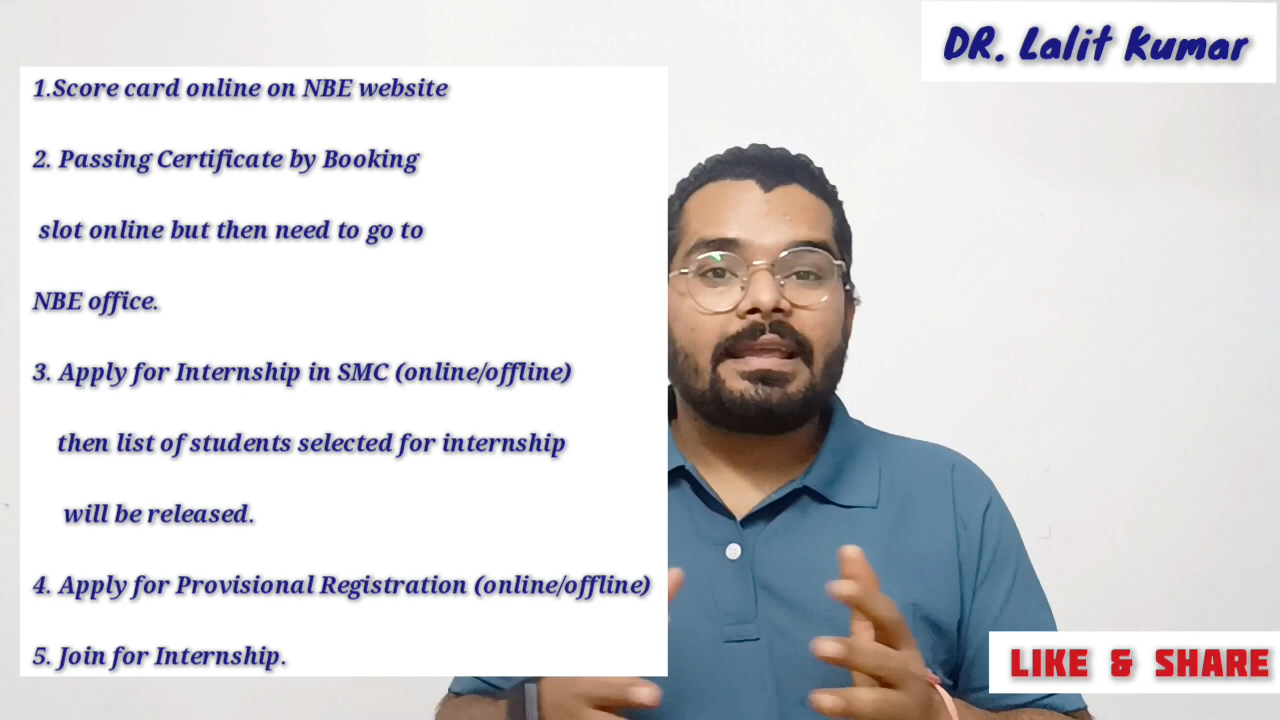 DR. Lalit Kumar
1.Score card online on NBE website
2. Passing Certificate by Booking
slot online but then need to go to
NBE office.
3. Apply for Internship in SMC (online/offline)
then list of students selected for internship
will be released.
4. Apply for Provisional Registration (online/offline)
5. Join for Internship.
LIKE & SHARE